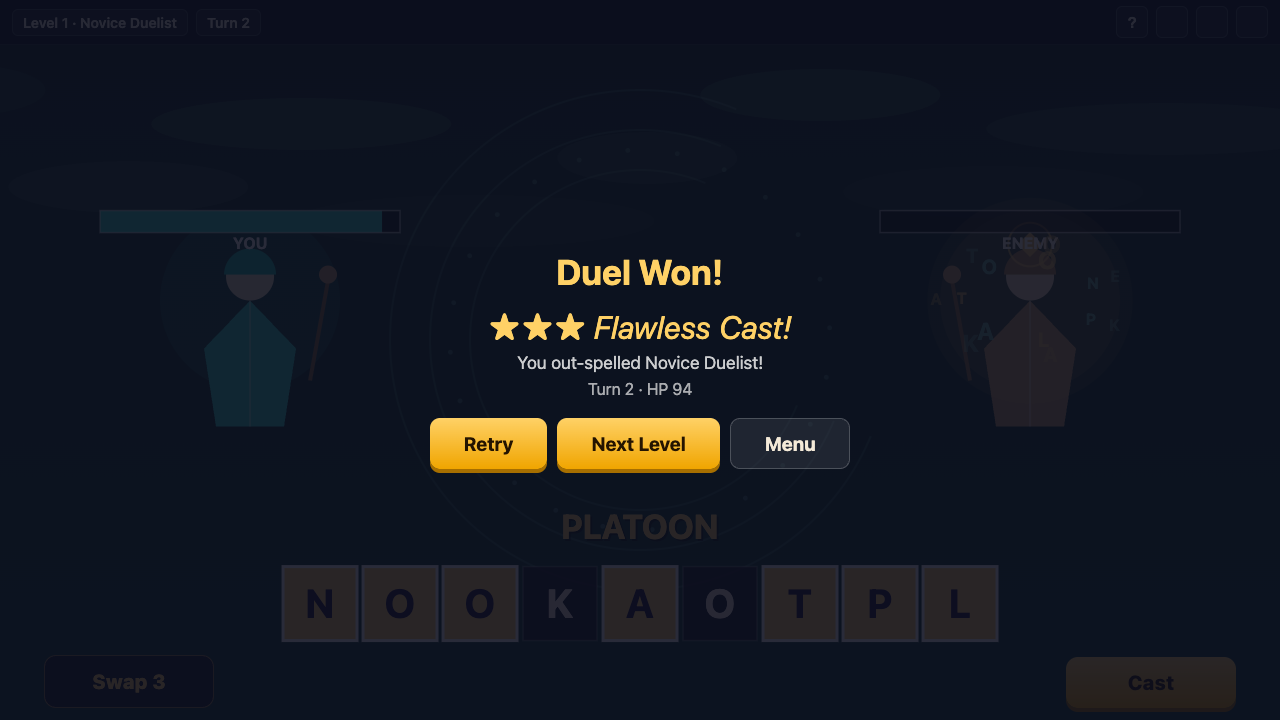 Level 1 · Novice Duelist
Turn 2
?
YOU
ENEMY
T
O
N
E
A
T
P
K
K
A
L
Duel Won!
★★★ Flawless Cast!
You out-spelled Novice Duelist!
Turn 2 · HP 94
Retry
Next Level
Menu
PLATOON
N O O K A O T P L
Swap 3
Cast